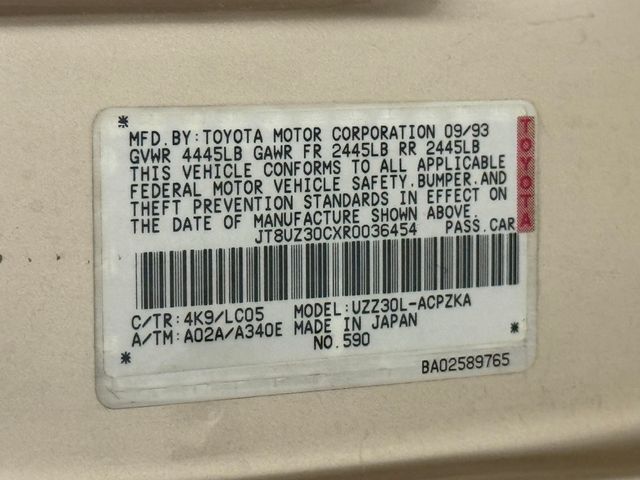 MFD.BY:TOYOTA MOTOR CORPORATION 09/93
GVWR 4445LB GAWR FR 2445LB RR 2445LB
THIS VEHICLE CONFORMS TO ALL APPLICABLE
FEDERAL MOTOR VEHICLE SAFETY.BUMPER.AND
THEFT PREVENTION STANDARDS IN EFFECT ON
THE DATE OF MANUFACTURE SHOWN ABOVE.
JT8UZ30CXR0036454 PASS.CAR
TOYOTA
C/TR:4K9/LC05 MODEL:UZZ30L-ACPZKA
A/TM:A02A/A340E MADE IN JAPAN
NO.590
BA02589765